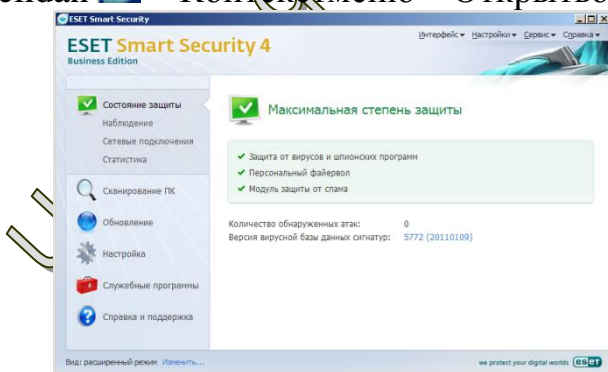 ESET Smart Security
ESET Smart Security 4
Business Edition
Интерфейс Настройки Сервис Справка
Состояние защиты
Наблюдение
Сетевые подключения
Статистика
Сканирование ПК
Обновление
Настройка
Служебные программы
Справка и поддержка
Максимальная степень защиты
Защита от вирусов и шпионских программ
Персональный файервол
Модуль защиты от спама
Количество обнаруженных атак: 0
Версия вирусной базы данных сигнатур: 5772 (20110109)
Вид: расширенный режим Изменить...
we protect your digital worlds eset